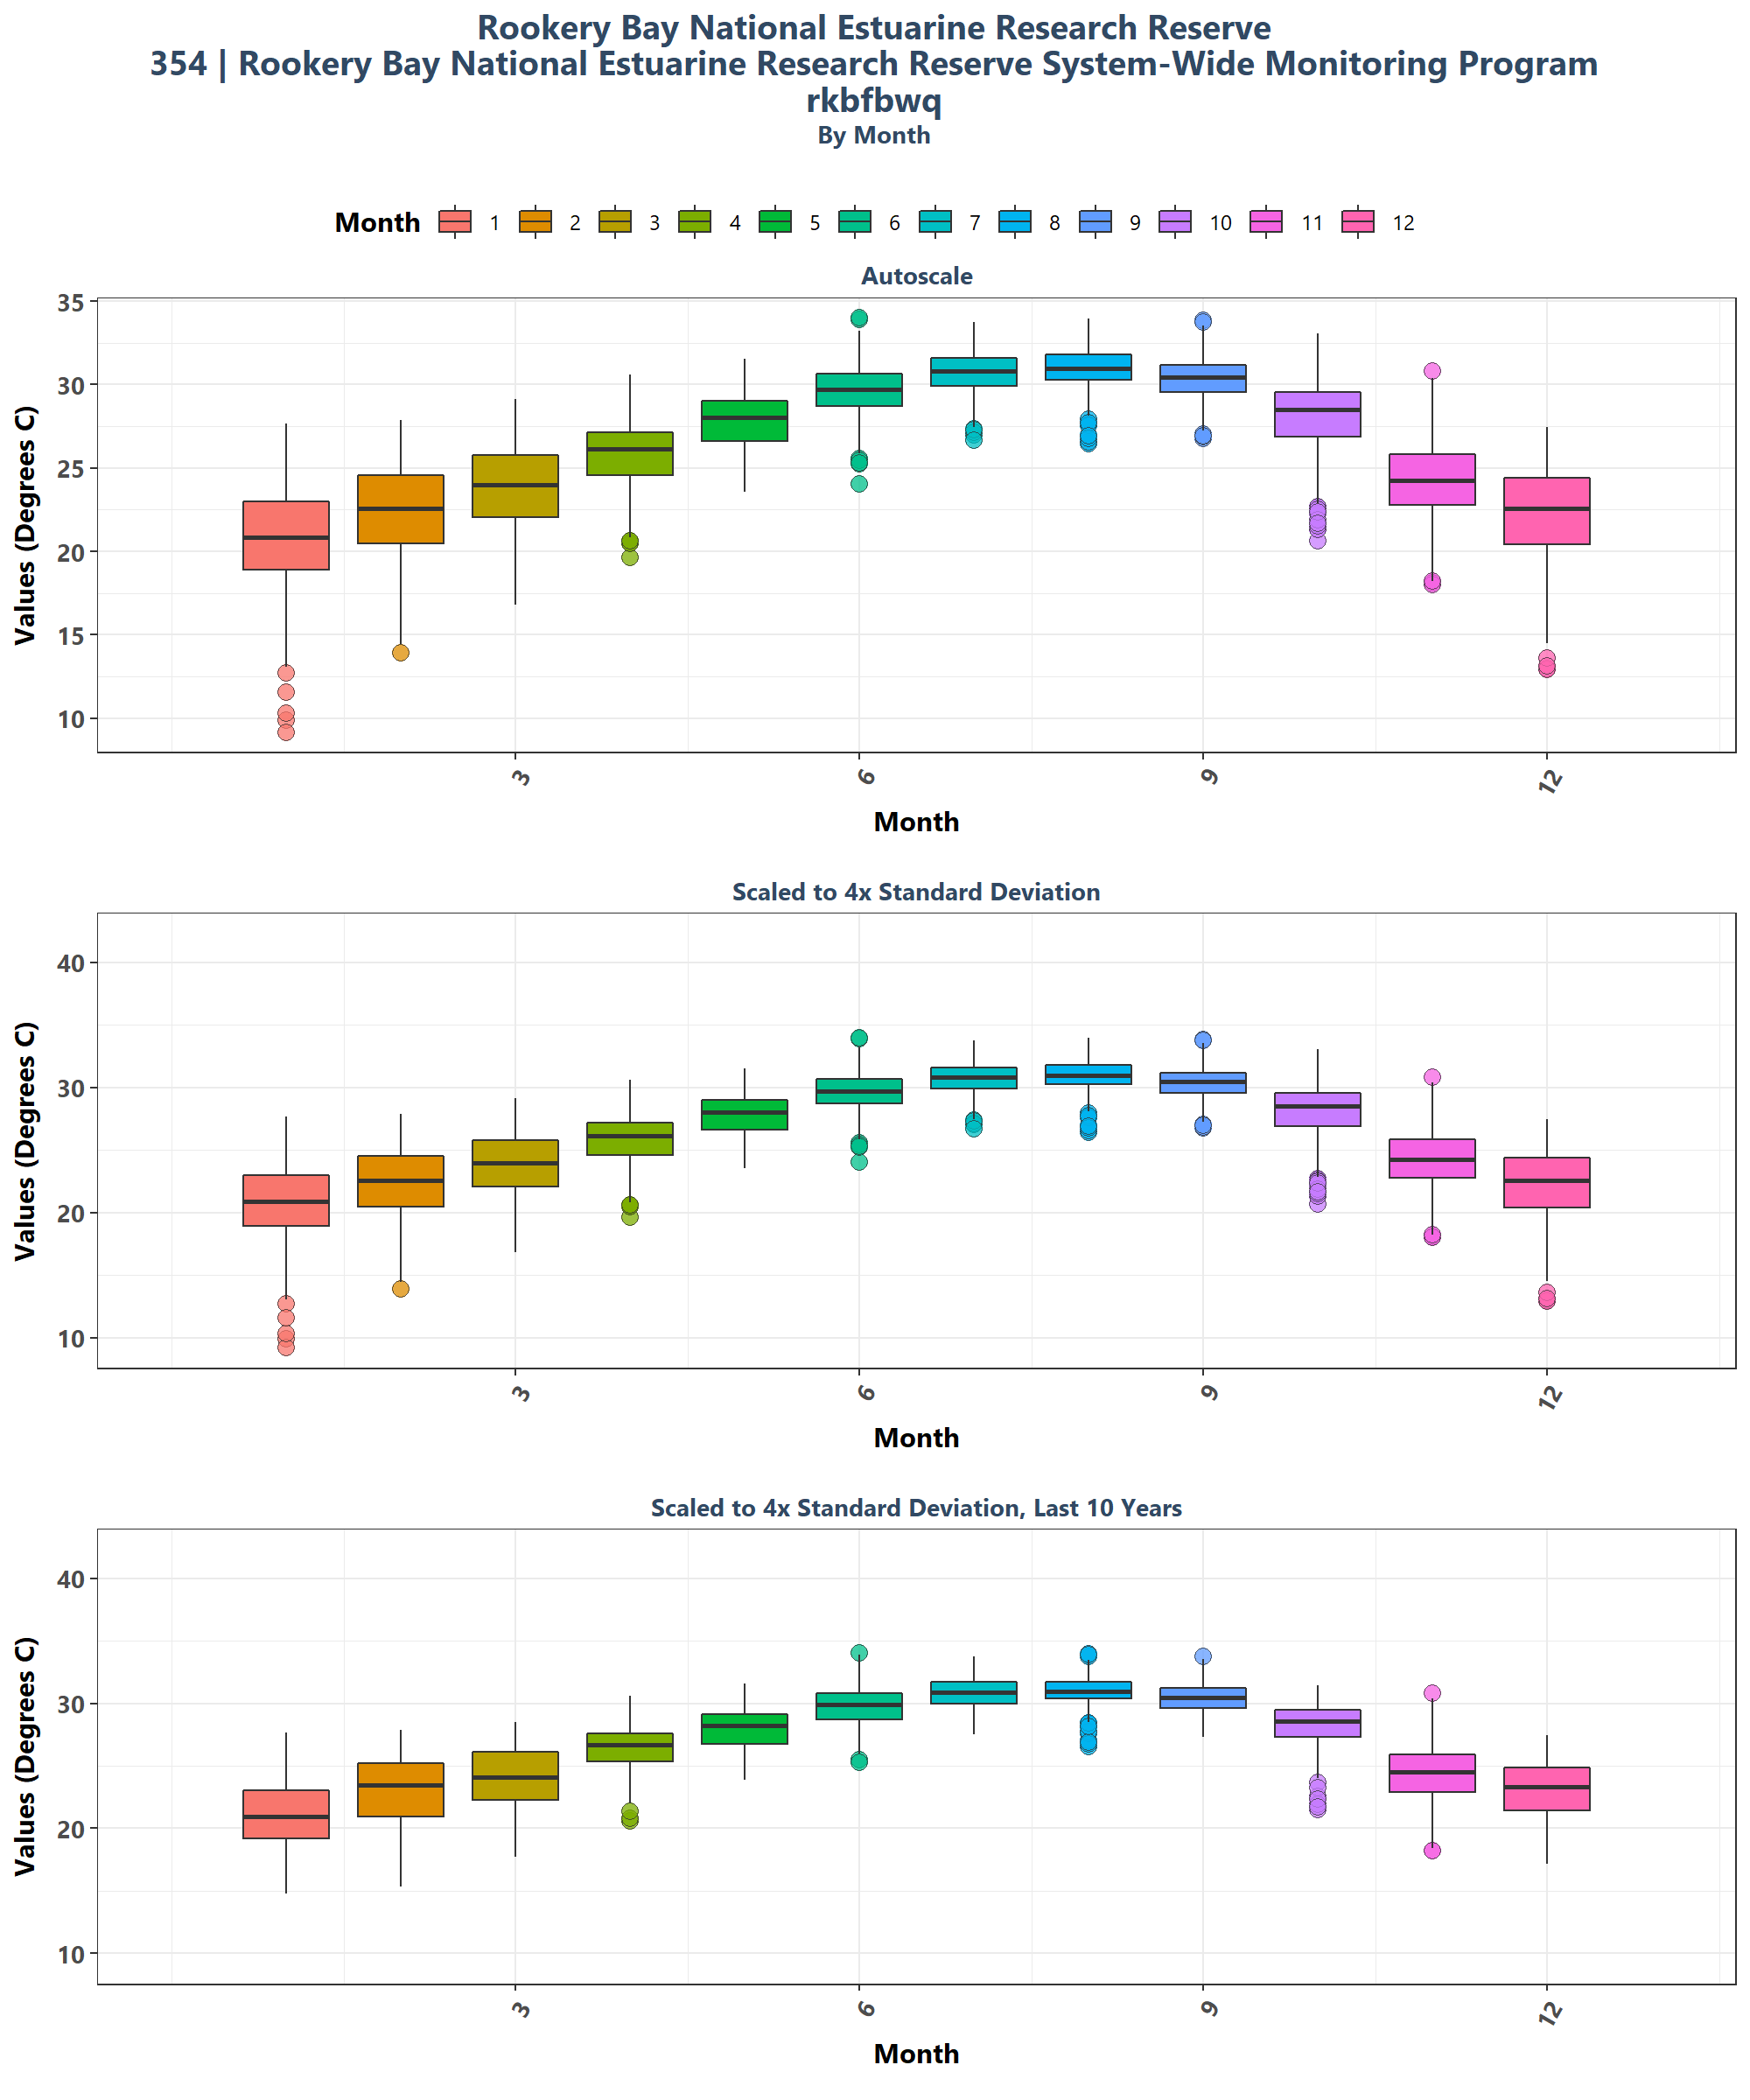 Rookery Bay National Estuarine Research Reserve
354 | Rookery Bay National Estuarine Research Reserve System-Wide Monitoring Program
rkbfbwq
By Month
Month 1 2 3 4 5 6 7 8 9 10 11 12
Autoscale
Values (Degrees C)
35
30
25
20
15
10
3 6 9 12
Month
Scaled to 4x Standard Deviation
Values (Degrees C)
40
30
20
10
3 6 9 12
Month
Scaled to 4x Standard Deviation, Last 10 Years
Values (Degrees C)
40
30
20
10
3 6 9 12
Month